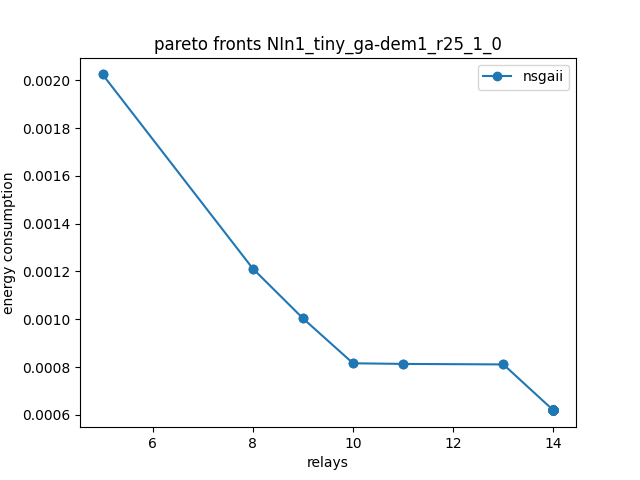 pareto fronts NIn1_tiny_ga-dem1_r25_1_0
nsgaii
0.0020
0.0018
0.0016
0.0014
0.0012
0.0010
0.0008
0.0006
energy consumption
6 8 10 12 14
relays